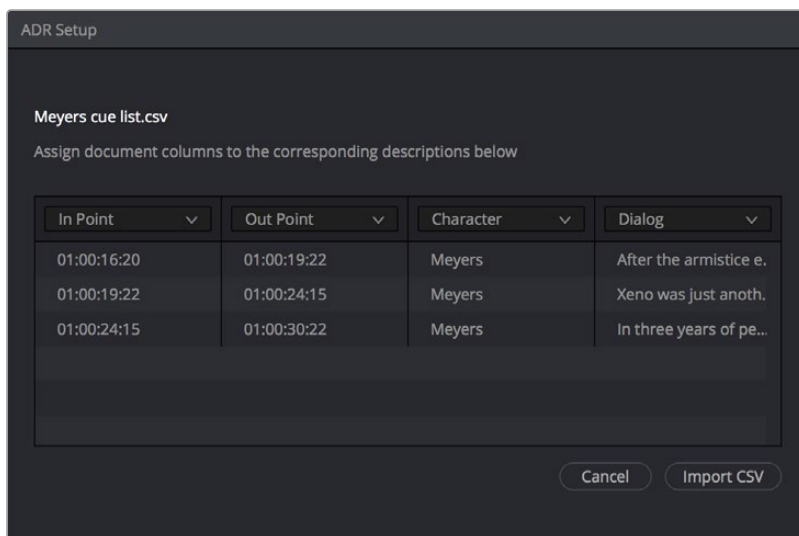 ADR Setup
Meyers cue list.csv
Assign document columns to the corresponding descriptions below
In Point Out Point Character Dialog
01:00:16:20 01:00:19:22 Meyers After the armistice e.
01:00:19:22 01:00:24:15 Meyers Xeno was just anoth.
01:00:24:15 01:00:30:22 Meyers In three years of pe...
Cancel Import CSV